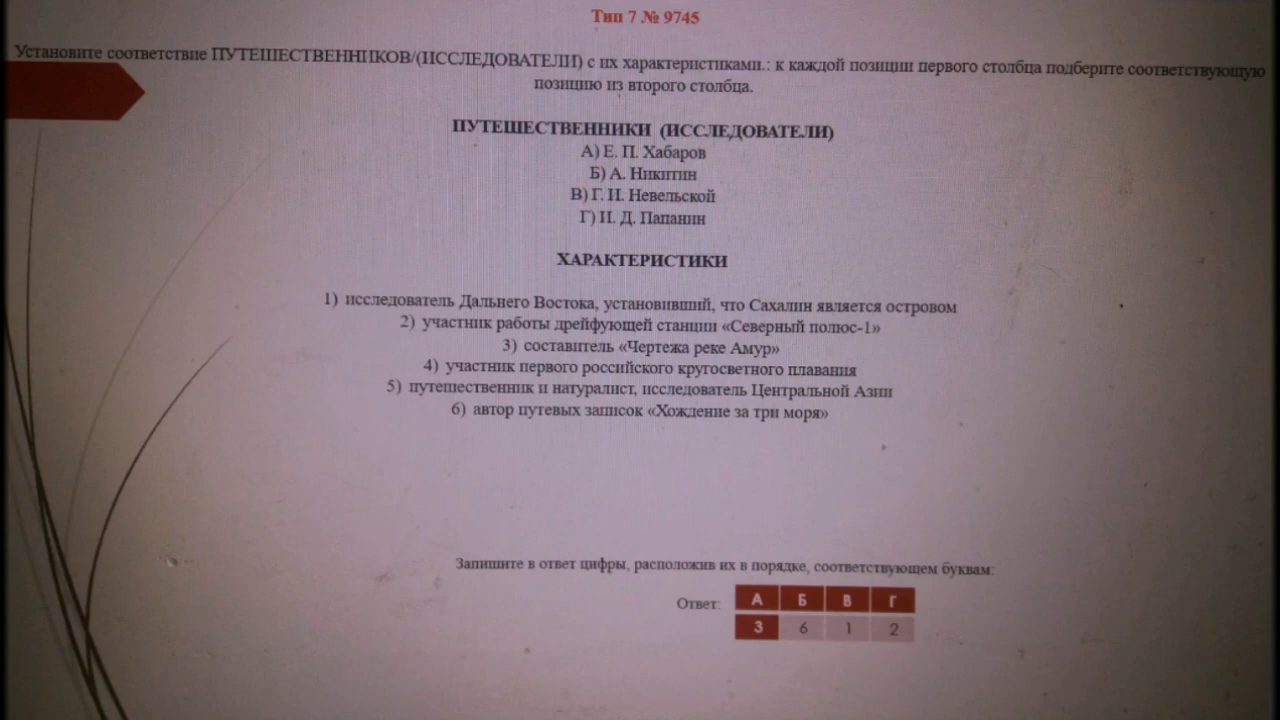 Тип 7 № 9745
Установите соответствие ПУТЕШЕСТВЕННИКОВ/(ИССЛЕДОВАТЕЛИ) с их характеристиками.: к каждой позиции первого столбца подберите соответствующую
позицию из второго столбца.
ПУТЕШЕСТВЕННИКИ (ИССЛЕДОВАТЕЛИ)
А) Е. П. Хабаров
Б) А. Никитин
В) Г. И. Невельской
Г) И. Д. Папанин
ХАРАКТЕРИСТИКИ
1) исследователь Дальнего Востока, установивший, что Сахалин является островом
2) участник работы дрейфующей станции «Северный полюс-1»
3) составитель «Чертежа реке Амур»
4) участник первого российского кругосветного плавания
5) путешественник и натуралист, исследователь Центральной Азии
6) автор путевых записок «Хождение за три моря»
Запишите в ответ цифры, расположив их в порядке, соответствующем буквам:
Ответ: А Б В Г
3 6 1 2